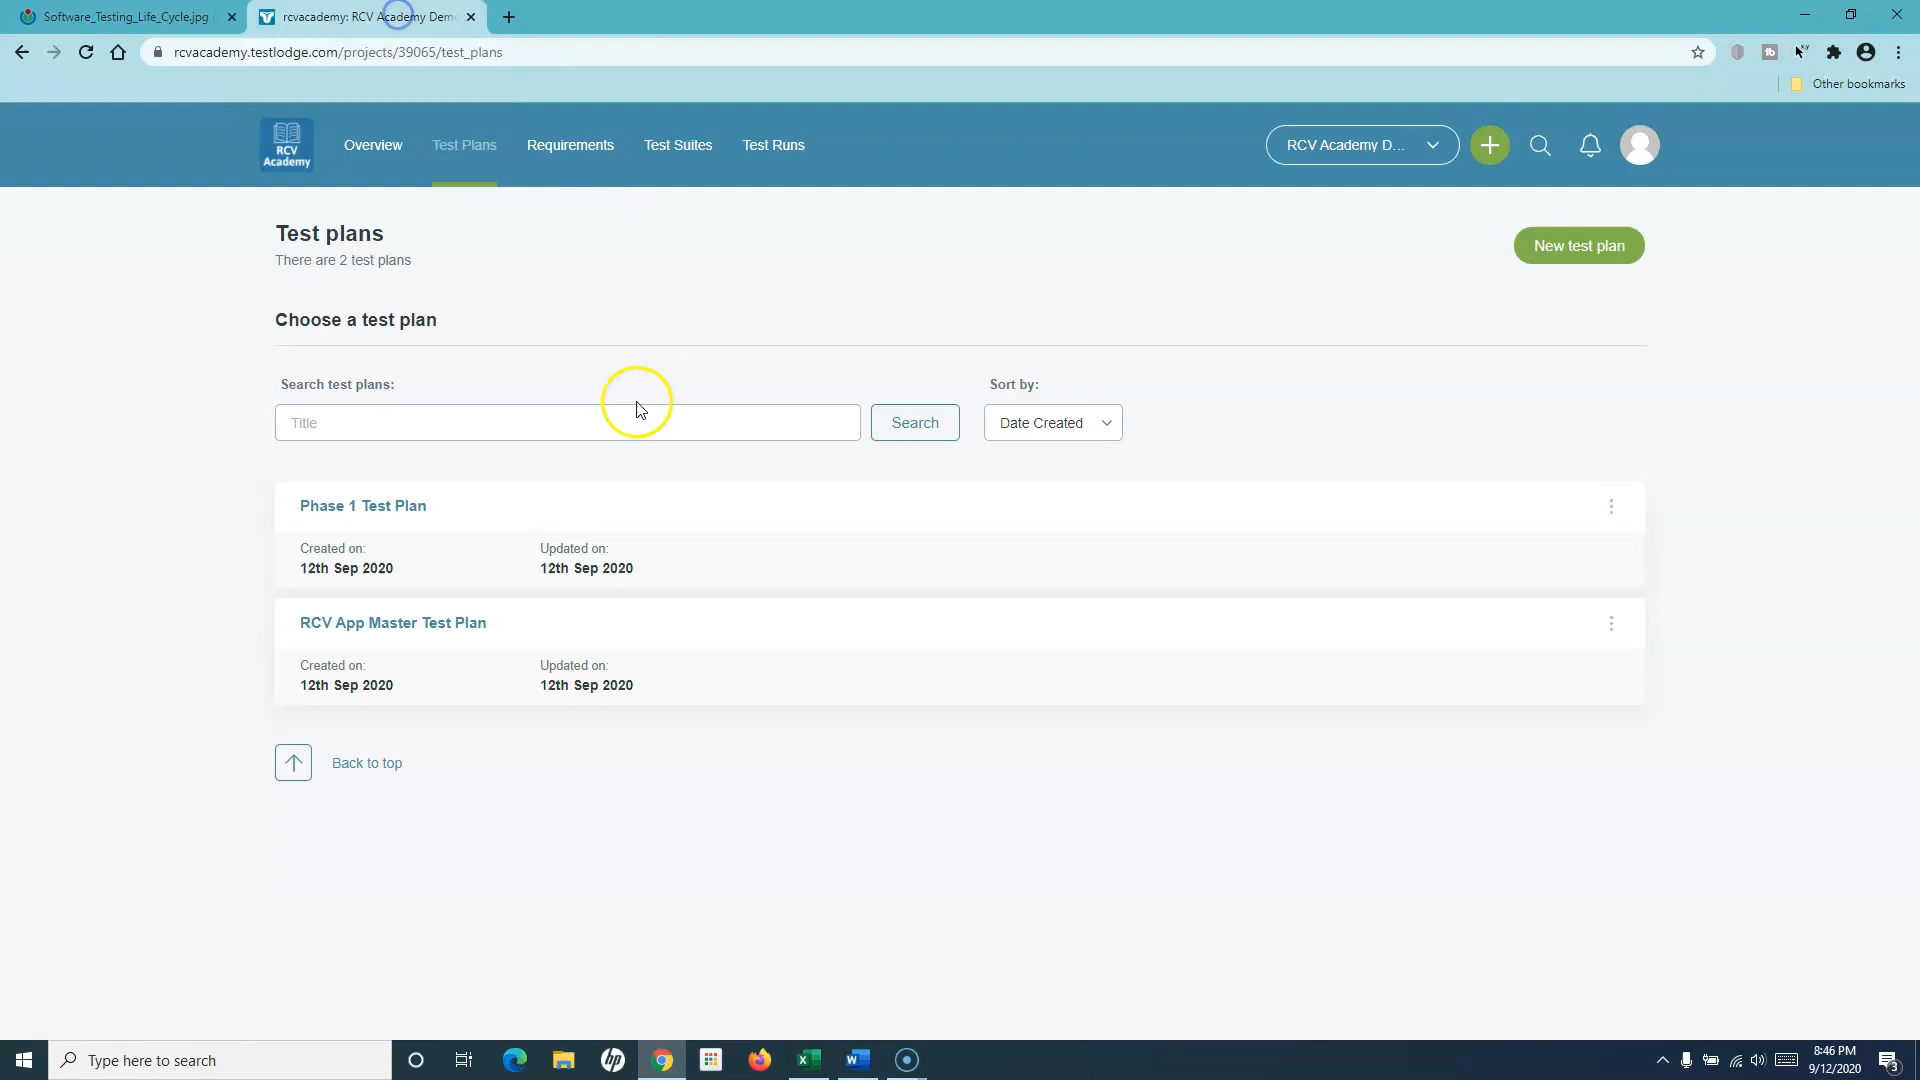 Software_Testing_Life_Cycle.jpg
rcvacademy: RCV Academy Dem
rcvacademy.testlodge.com/projects/39065/test_plans
Other bookmarks
RCV Academy
Overview
Test Plans
Requirements
Test Suites
Test Runs
RCV Academy D...
Test plans
There are 2 test plans
New test plan
Choose a test plan
Search test plans:
Sort by:
Title
Search
Date Created
Phase 1 Test Plan
Created on:
Updated on:
12th Sep 2020
12th Sep 2020
RCV App Master Test Plan
Created on:
Updated on:
12th Sep 2020
12th Sep 2020
Back to top
Type here to search
8:46 PM
9/12/2020
3